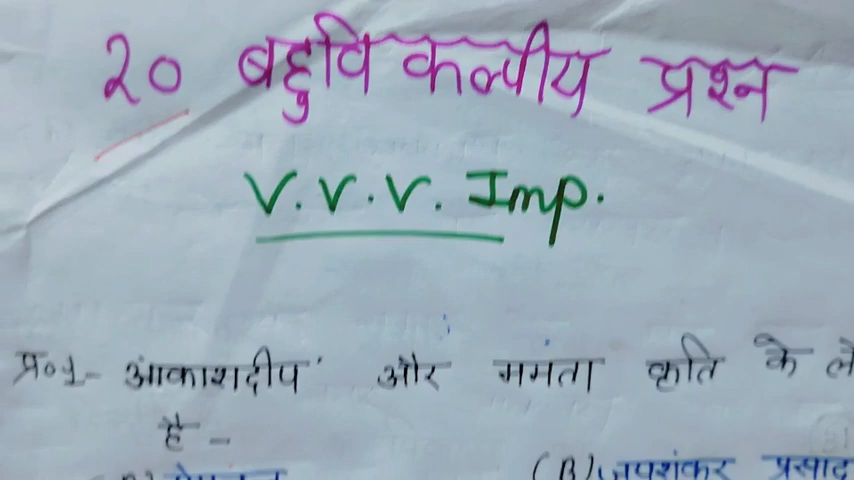 २० बहुविकल्पीय प्रश्न
V.V.V. Imp.
प्र०1- आकाशदीप' और ममता कृति के ले
है -
(B) जयशंकर प्रसाद